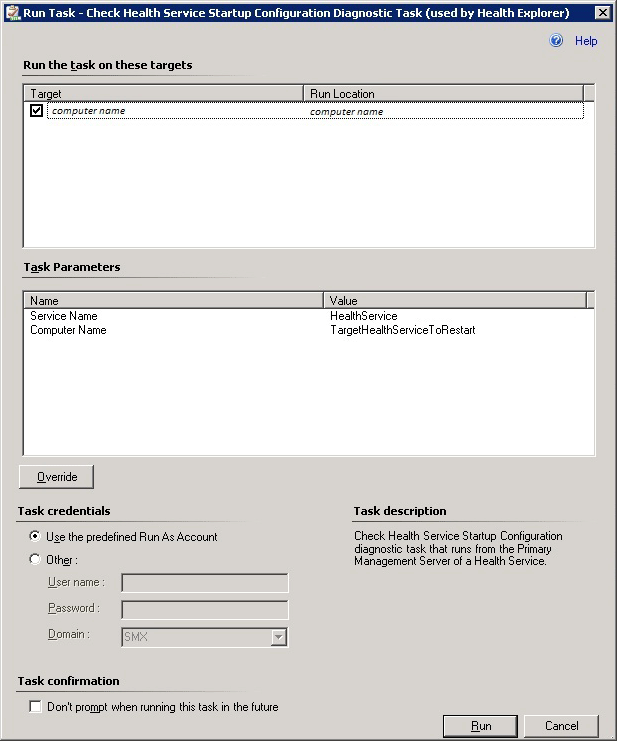 Run Task - Check Health Service Startup Configuration Diagnostic Task (used by Health Explorer)
Help
Run the task on these targets
Target Run Location
computer name computer name
Task Parameters
Name Value
Service Name HealthService
Computer Name TargetHealthServiceToRestart
Override
Task credentials
Use the predefined Run As Account
Other :
User name :
Password :
Domain : SMX
Task description
Check Health Service Startup Configuration
diagnostic task that runs from the Primary
Management Server of a Health Service.
Task confirmation
Don't prompt when running this task in the future
Run Cancel